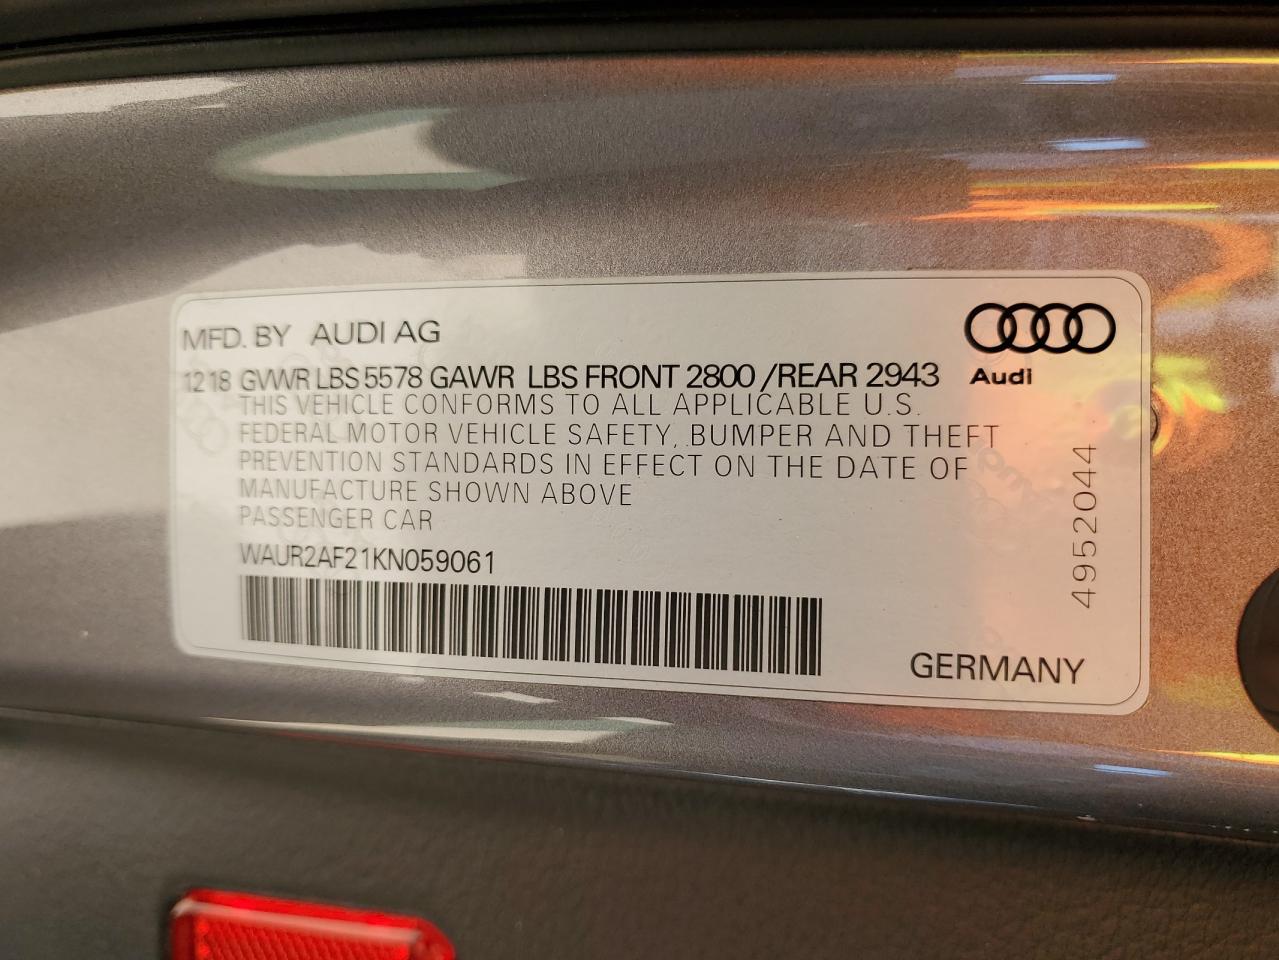 MFD. BY AUDI AG
1218 GVWR LBS 5578 GAWR LBS FRONT 2800 /REAR 2943
Audi
THIS VEHICLE CONFORMS TO ALL APPLICABLE U.S.
FEDERAL MOTOR VEHICLE SAFETY, BUMPER AND THEFT
PREVENTION STANDARDS IN EFFECT ON THE DATE OF
MANUFACTURE SHOWN ABOVE
PASSENGER CAR
WAUR2AF21KN059061
4952044
GERMANY